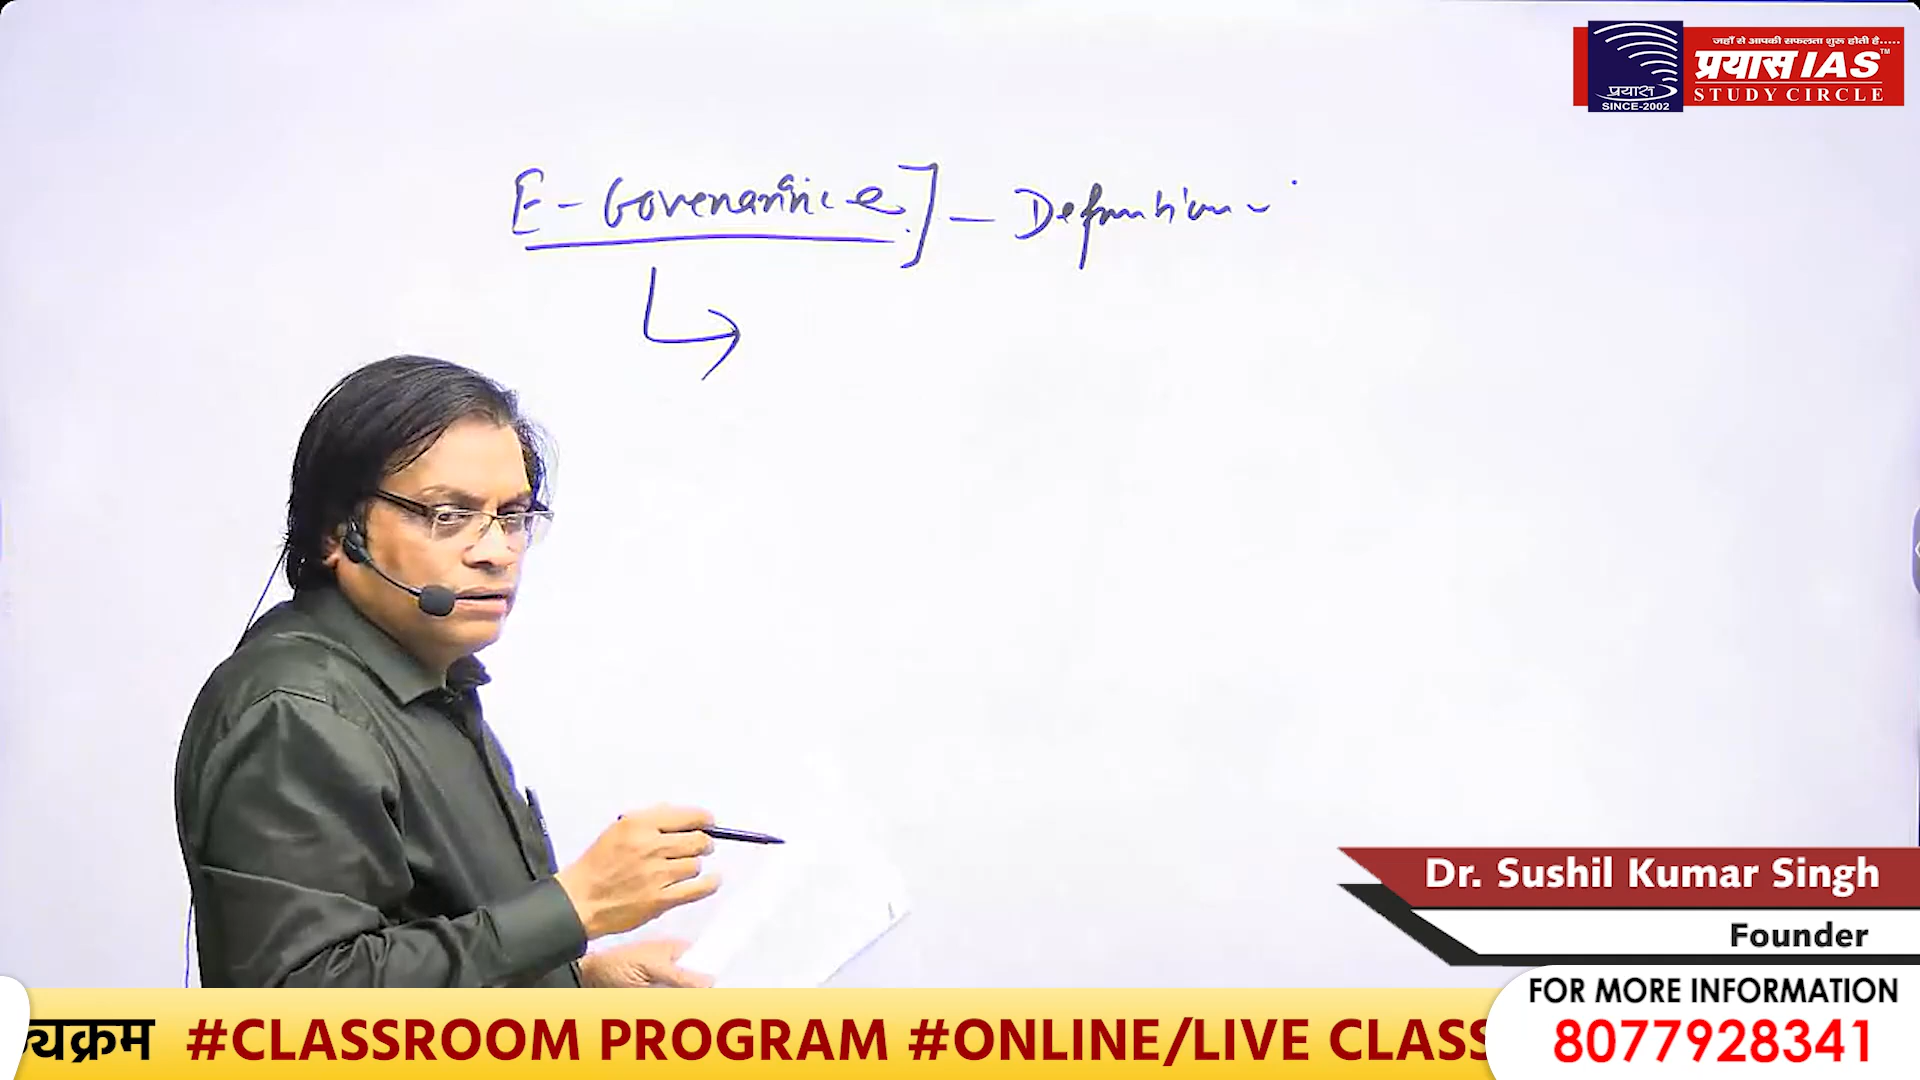 जहाँ से आपकी सफलता शुरू होती है.....
प्रयास IAS™
STUDY CIRCLE
प्रयास
SINCE-2002
E-Governance] - Definition -
Dr. Sushil Kumar Singh
Founder
FOR MORE INFORMATION
8077928341
्यक्रम #CLASSROOM PROGRAM #ONLINE/LIVE CLASS